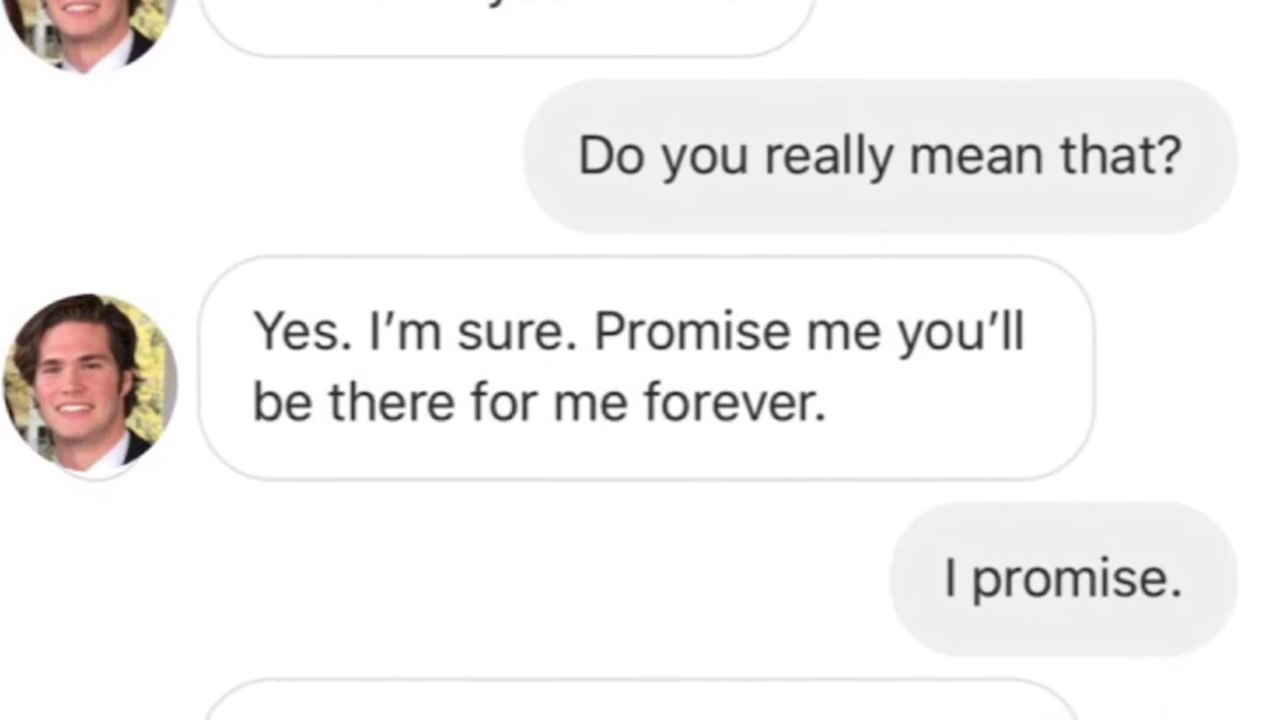 Do you really mean that?
Yes. I’m sure. Promise me you’ll
be there for me forever.
I promise.